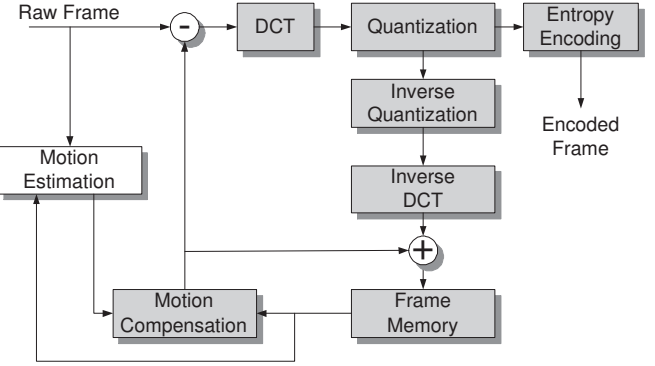 Raw Frame
-
DCT
Quantization
Entropy
Encoding
Inverse
Quantization
Encoded
Frame
Motion
Estimation
Inverse
DCT
+
Motion
Compensation
Frame
Memory